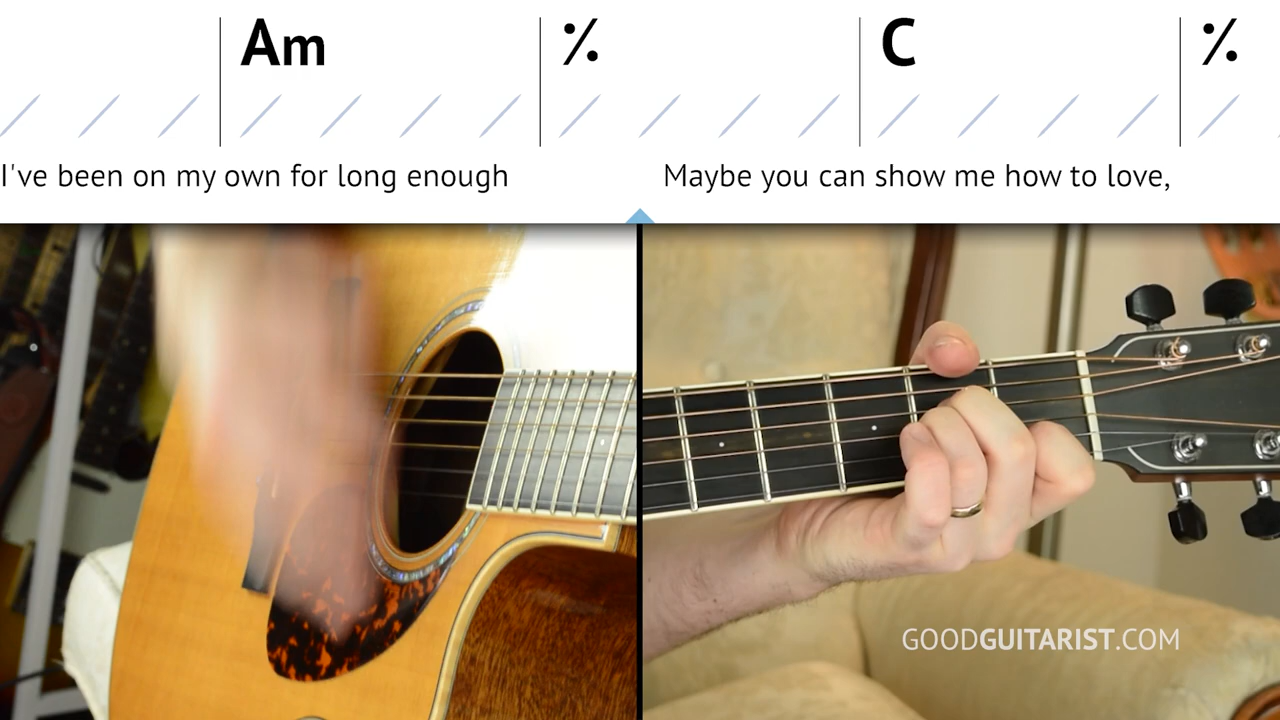 Am % C %
I've been on my own for long enough Maybe you can show me how to love,
GOODGUITARIST.COM